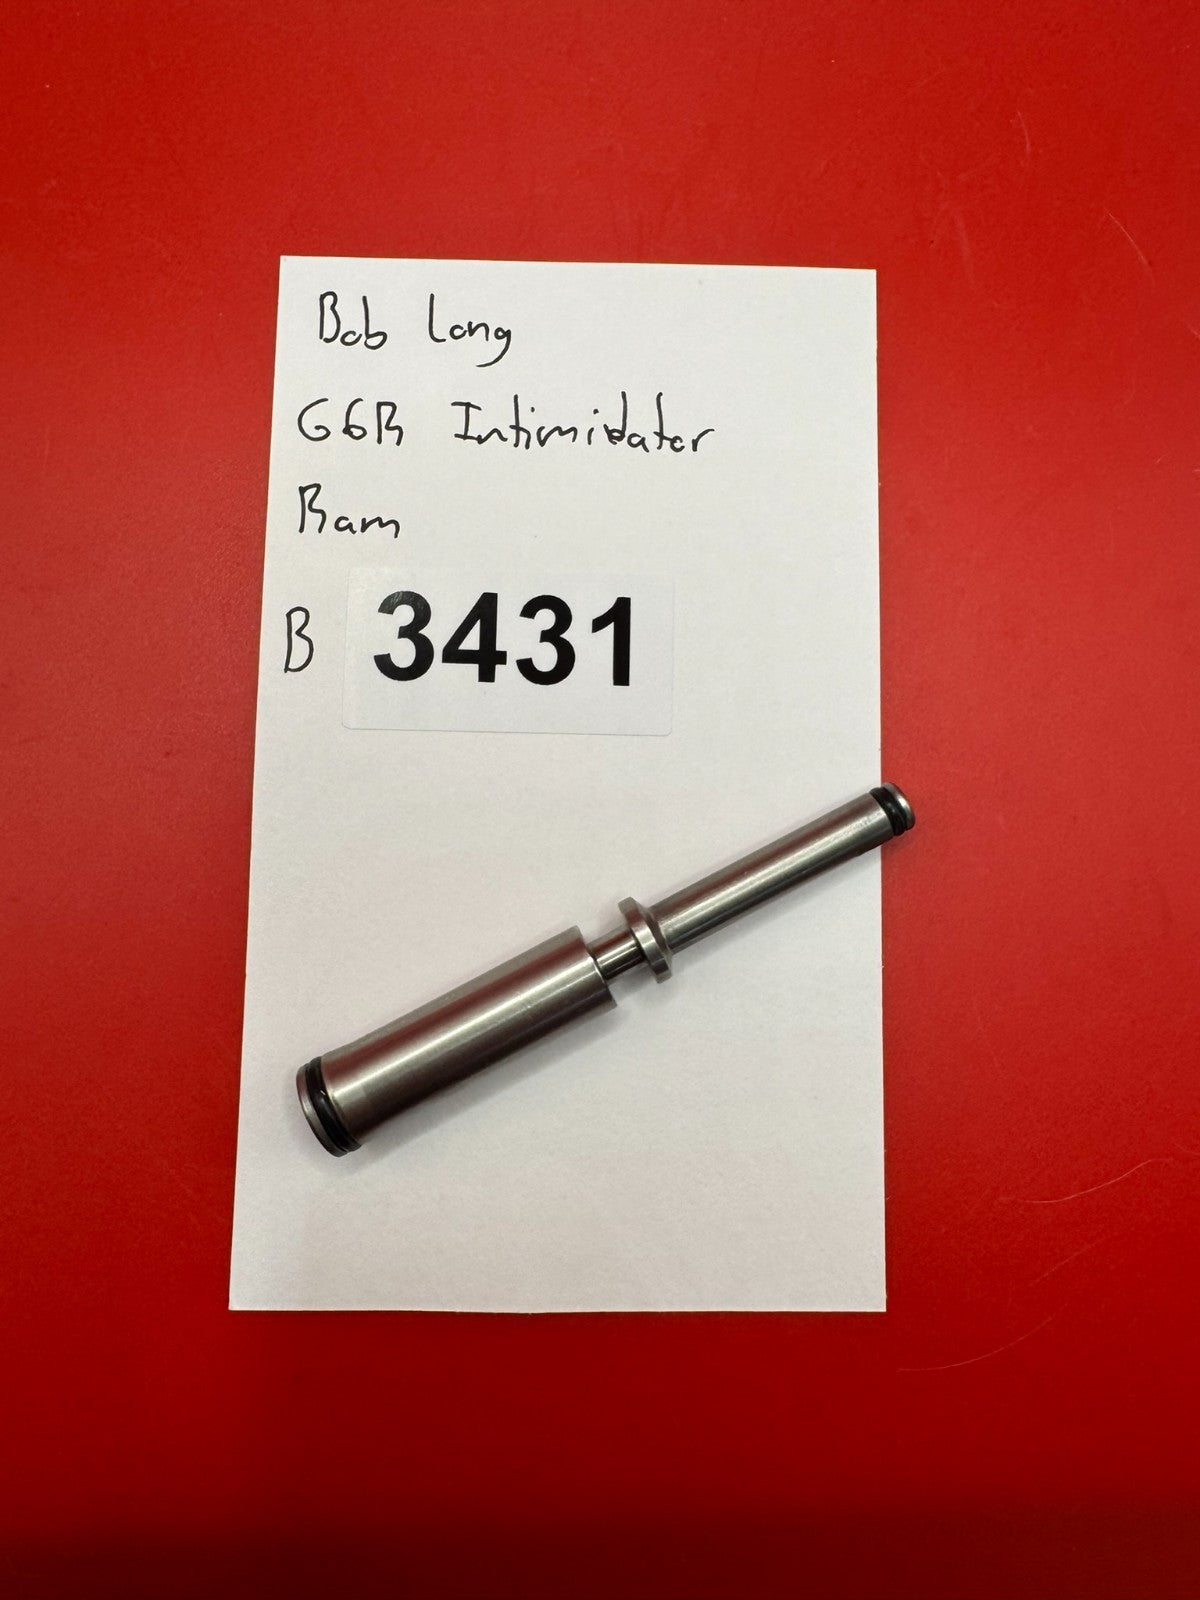 Bob Long
G6R Intimidator
Ram
B 3431